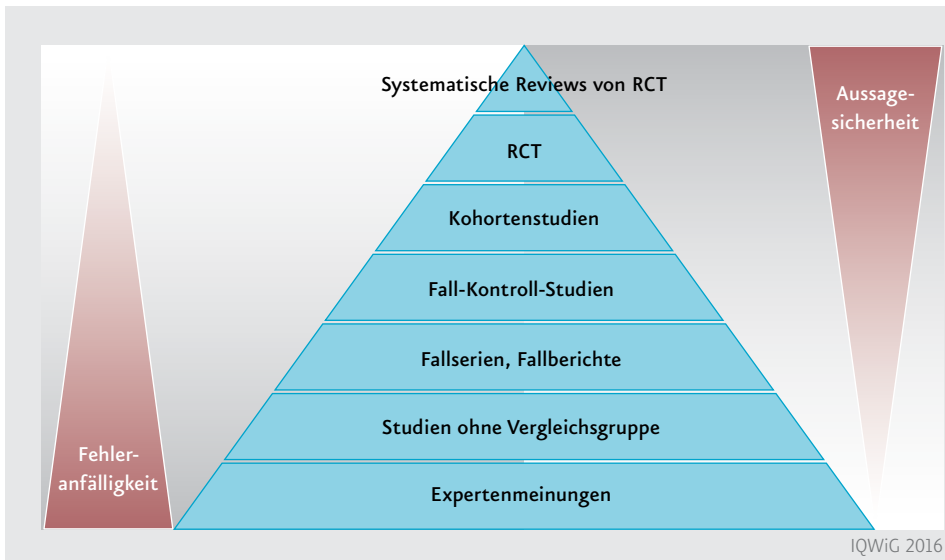 Systematische Reviews von RCT
Aussage-
sicherheit
RCT
Kohortenstudien
Fall-Kontroll-Studien
Fallserien, Fallberichte
Studien ohne Vergleichsgruppe
Fehler-
anfälligkeit
Expertenmeinungen
IQWiG 2016